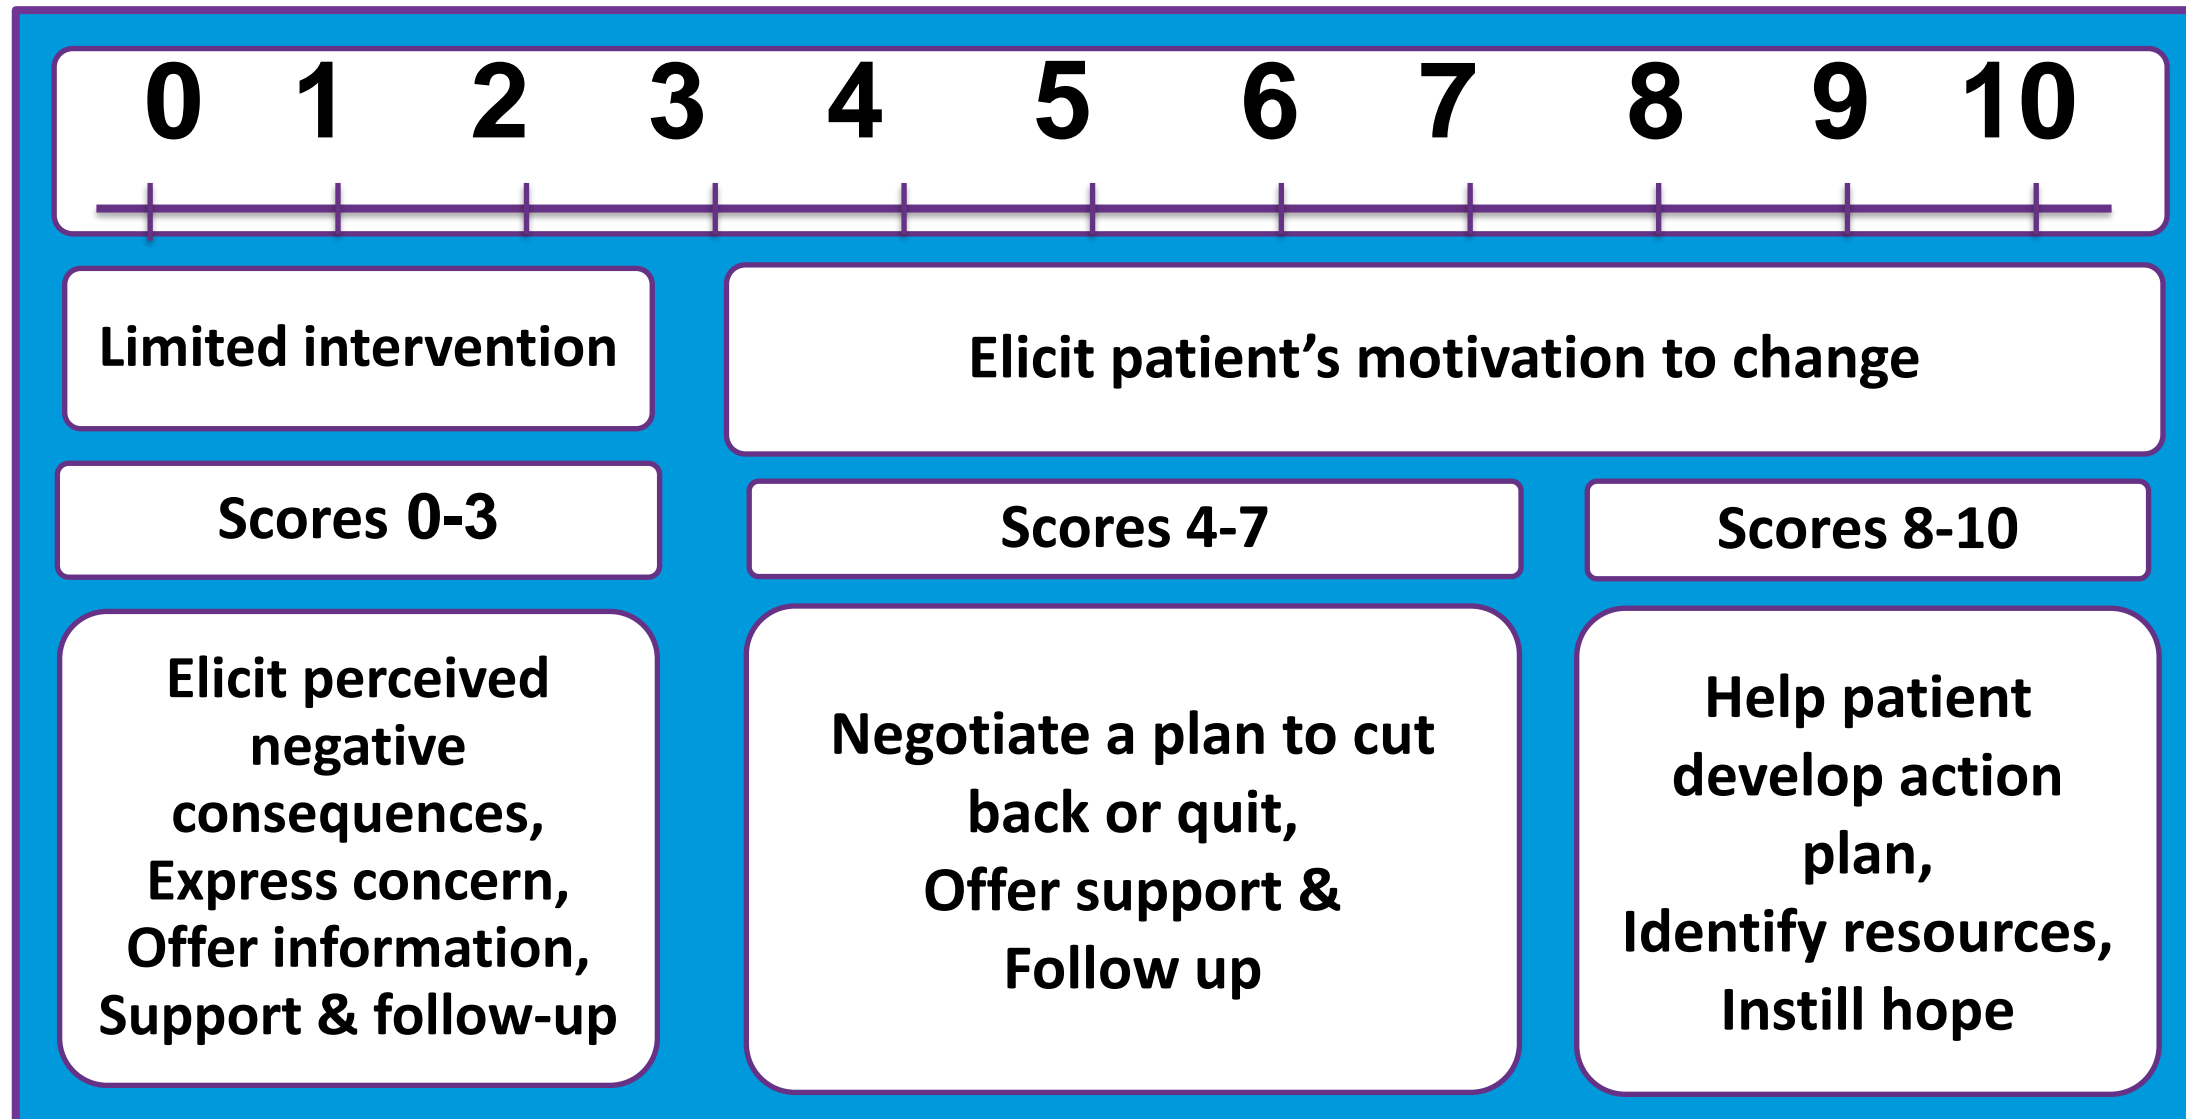 0 1 2 3 4 5 6 7 8 9 10
Limited intervention
Elicit patient’s motivation to change
Scores 0-3
Scores 4-7
Scores 8-10
Elicit perceived
negative
consequences,
Express concern,
Offer information,
Support & follow-up
Negotiate a plan to cut
back or quit,
Offer support &
Follow up
Help patient
develop action
plan,
Identify resources,
Instill hope